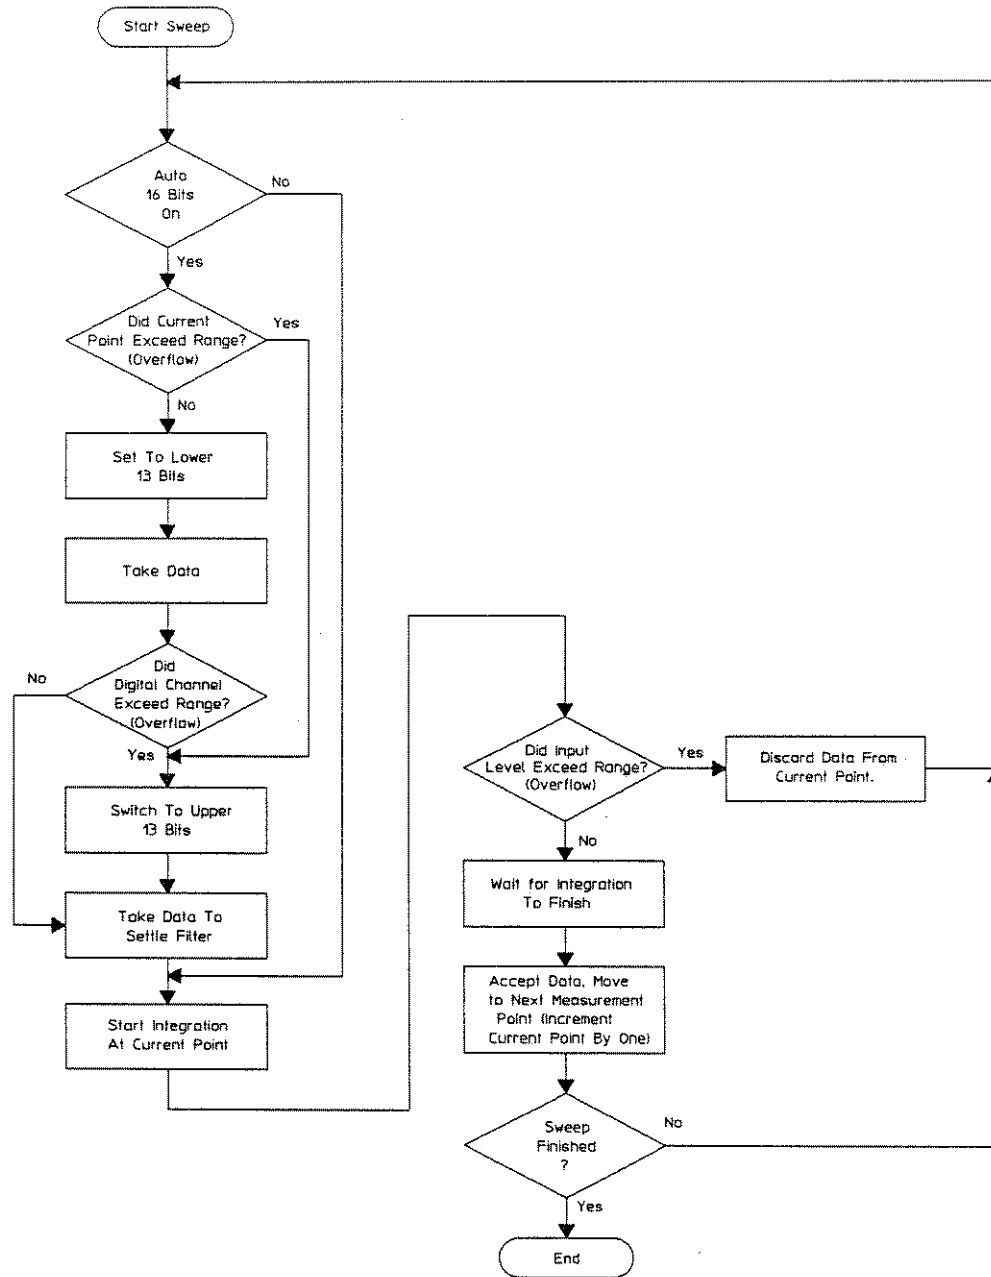 Start Sweep
Auto
16 Bits
On
No
Yes
Did Current
Point Exceed Range?
(Overflow)
Yes
No
Set To Lower
13 Bits
Take Data
Did
Digital Channel
Exceed Range?
(Overflow)
No
Yes
Switch To Upper
13 Bits
Take Data To
Settle Filter
Start Integration
At Current Point
Did Input
Level Exceed Range?
(Overflow)
Yes
Discard Data From
Current Point.
No
Wait for Integration
To Finish
Accept Data, Move
to Next Measurement
Point (Increment
Current Point By One)
Sweep
Finished
?
No
Yes
End